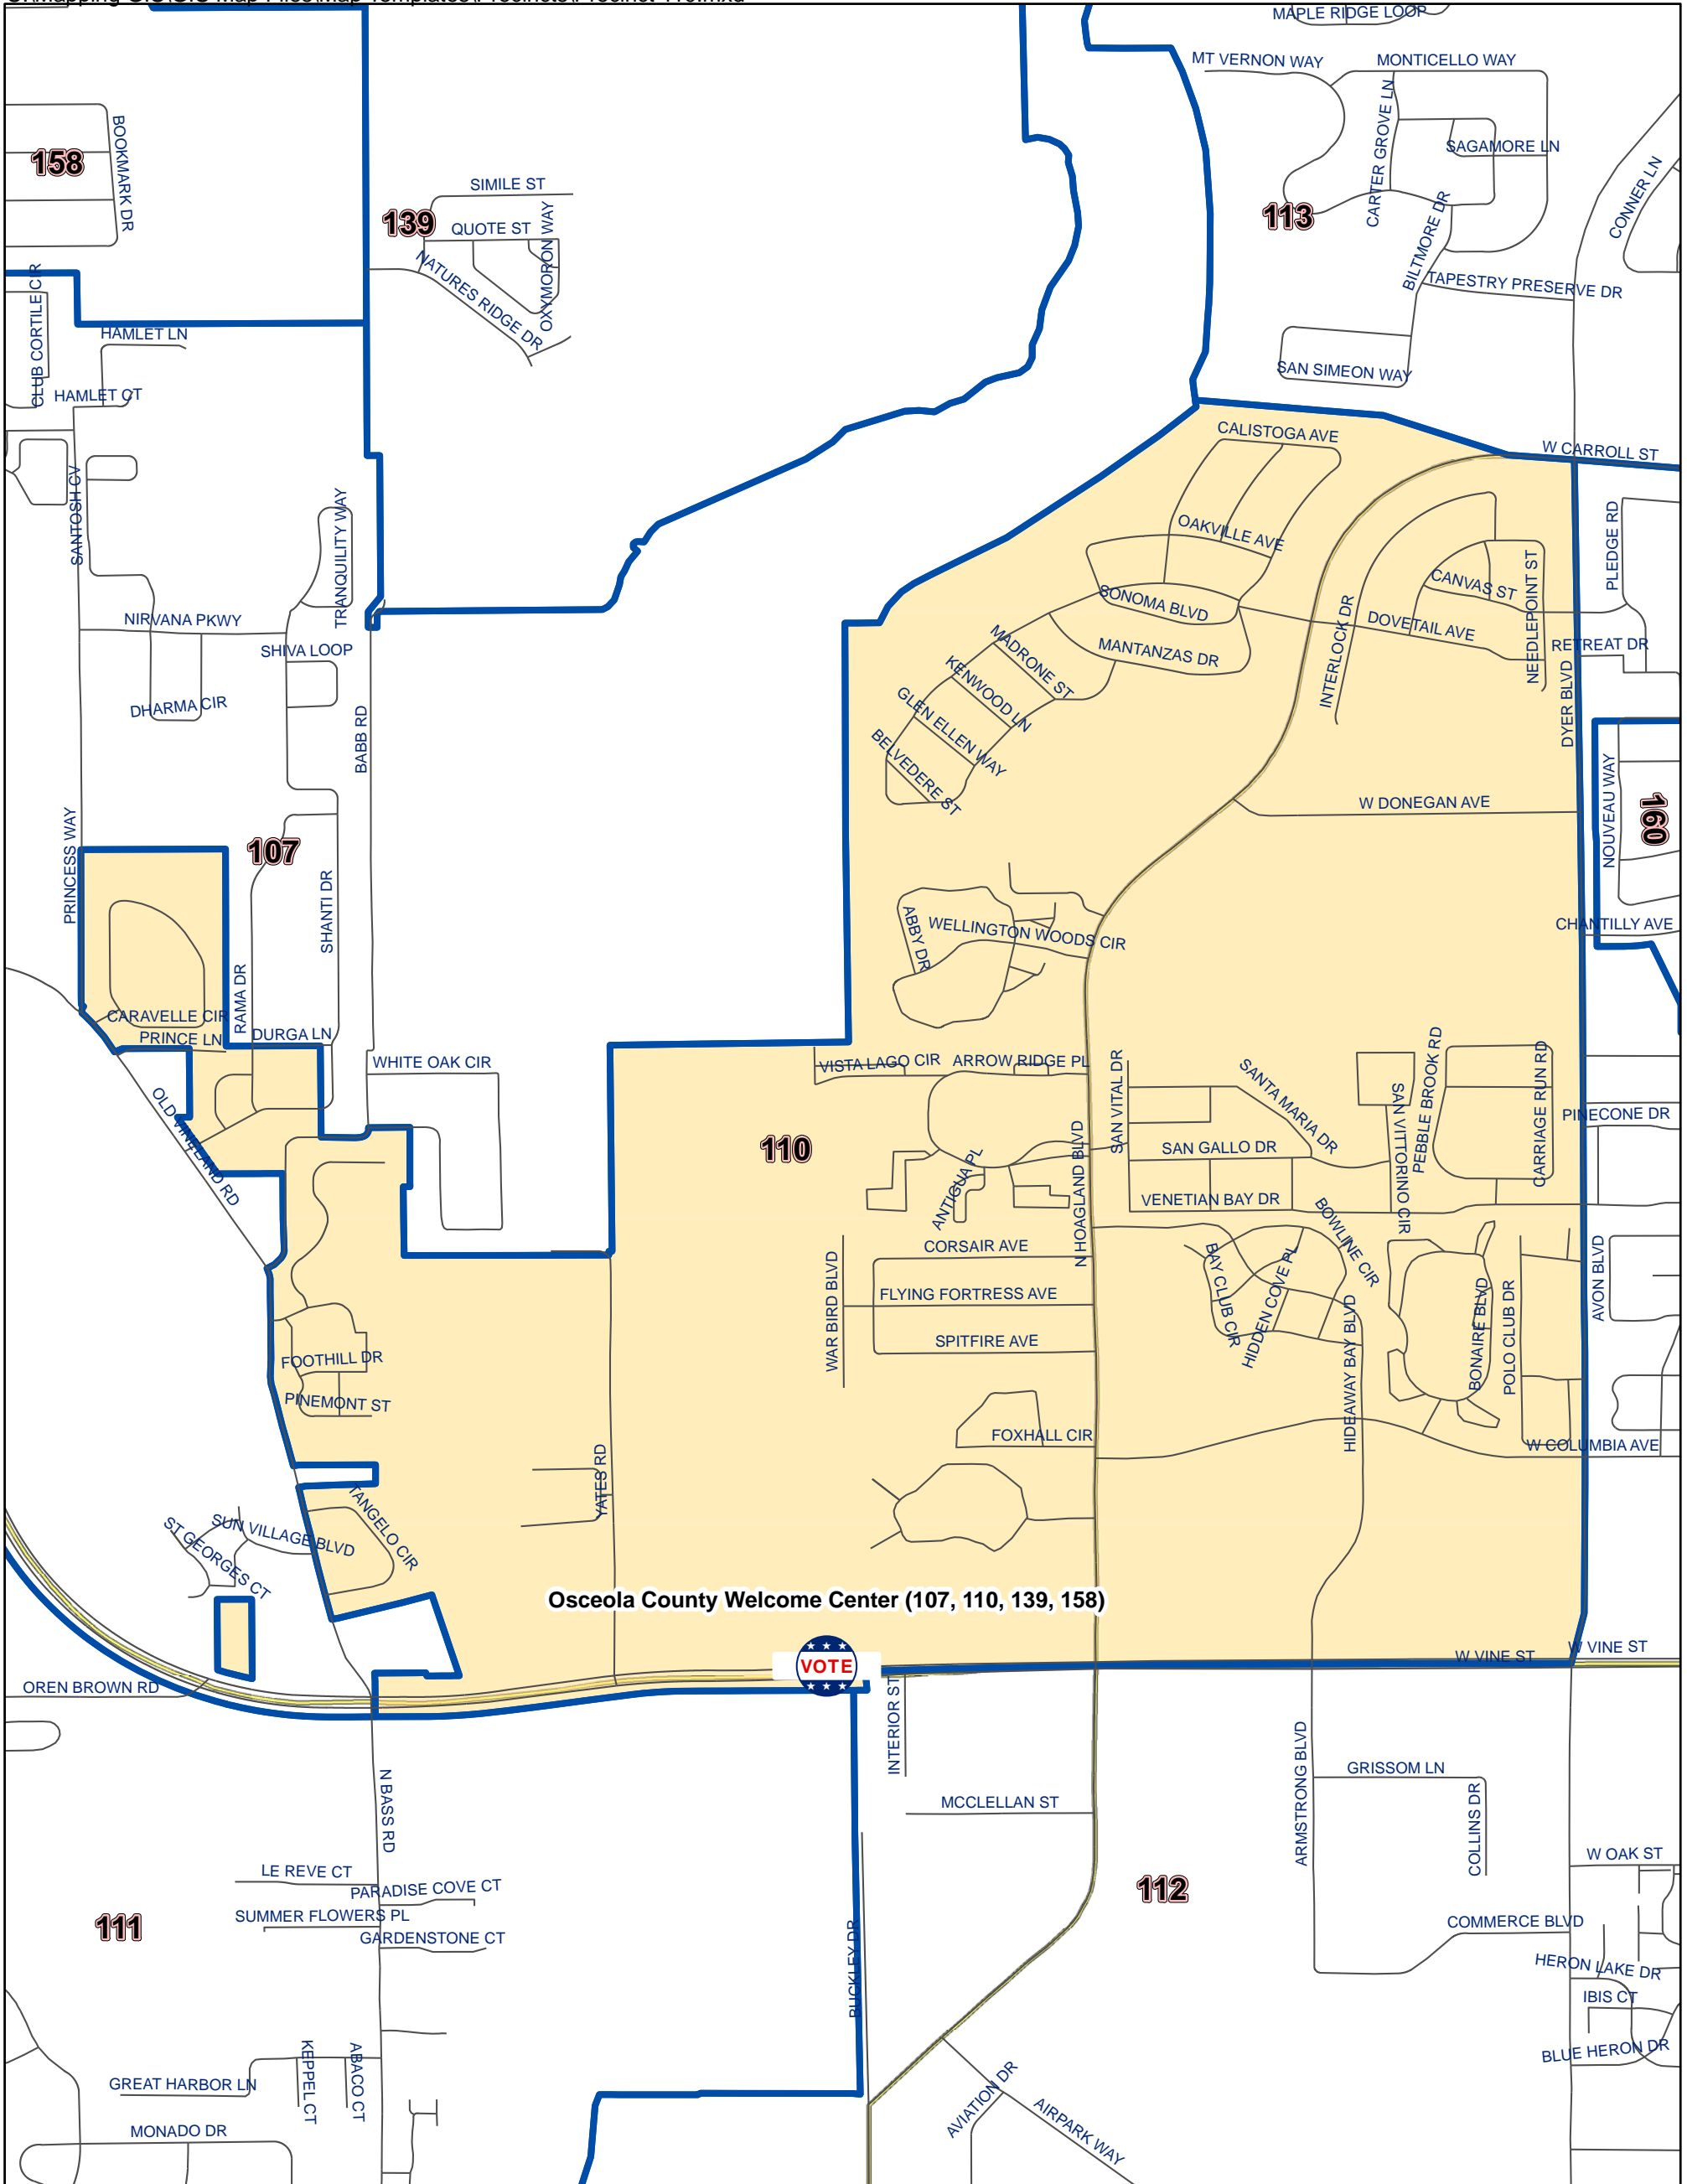 MAPLE RIDGE LOOP
MT VERNON WAY
MONTICELLO WAY
CARTER GROVE LN
SAGAMORE LN
CONNER LN
BOOKMARK DR
158
SIMILE ST
139
QUOTE ST
OXYMORON WAY
NATURES RIDGE DR
113
BILTMORE DR
TAPESTRY PRESERVE DR
CLUB CORTILE CIR
HAMLET LN
HAMLET CT
SAN SIMEON WAY
CALISTOGA AVE
W CARROLL ST
SANTOSH CV
TRANQUILITY WAY
OAKVILLE AVE
PLEDGE RD
CANVAS ST
NEEDLEPOINT ST
SONOMA BLVD
INTERLOCK DR
DOVETAIL AVE
NIRVANA PKWY
SHIVA LOOP
MADRONE ST
MANTANZAS DR
RETREAT DR
KENWOOD LN
DHARMA CIR
GLEN ELLEN WAY
BABB RD
BELVEDERE ST
DYER BLVD
NOUVEAU WAY
W DONEGAN AVE
160
PRINCESS WAY
107
SHANTI DR
ABBY DR
WELLINGTON WOODS CIR
CHANTILLY AVE
RAMA DR
CARAVELLE CIR
PRINCE LN
DURGA LN
WHITE OAK CIR
VISTA LAGO CIR
ARROW RIDGE PL
SAN VITAL DR
SANTA MARIA DR
SAN VITTORINO CIR
PEBBLE BROOK RD
CARRIAGE RUN RD
PINECONE DR
OLD VINELAND RD
110
SAN GALLO DR
ANTIGUA PL
N HOAGLAND BLVD
VENETIAN BAY DR
BOWLINE CIR
CORSAIR AVE
WAR BIRD BLVD
FLYING FORTRESS AVE
SPITFIRE AVE
BAY CLUB CIR
HIDDEN COVE PL
HIDEAWAY BAY BLVD
BONAIRE BLVD
POLO CLUB DR
AVON BLVD
FOOTHILL DR
PINEMONT ST
FOXHALL CIR
W COLUMBIA AVE
YATES RD
TANGELO CIR
SUN VILLAGE BLVD
ST GEORGES CT
Osceola County Welcome Center (107, 110, 139, 158)
VOTE
W VINE ST
W VINE ST
OREN BROWN RD
INTERIOR ST
N BASS RD
ARMSTRONG BLVD
GRISSOM LN
COLLINS DR
MCCLELLAN ST
W OAK ST
LE REVE CT
PARADISE COVE CT
112
SUMMER FLOWERS PL
111
GARDENSTONE CT
BUCKLEY DR
COMMERCE BLVD
HERON LAKE DR
IBIS CT
BLUE HERON DR
KEPPEL CT
ABACO CT
GREAT HARBOR LN
AVIATION DR
AIRPARK WAY
MONADO DR